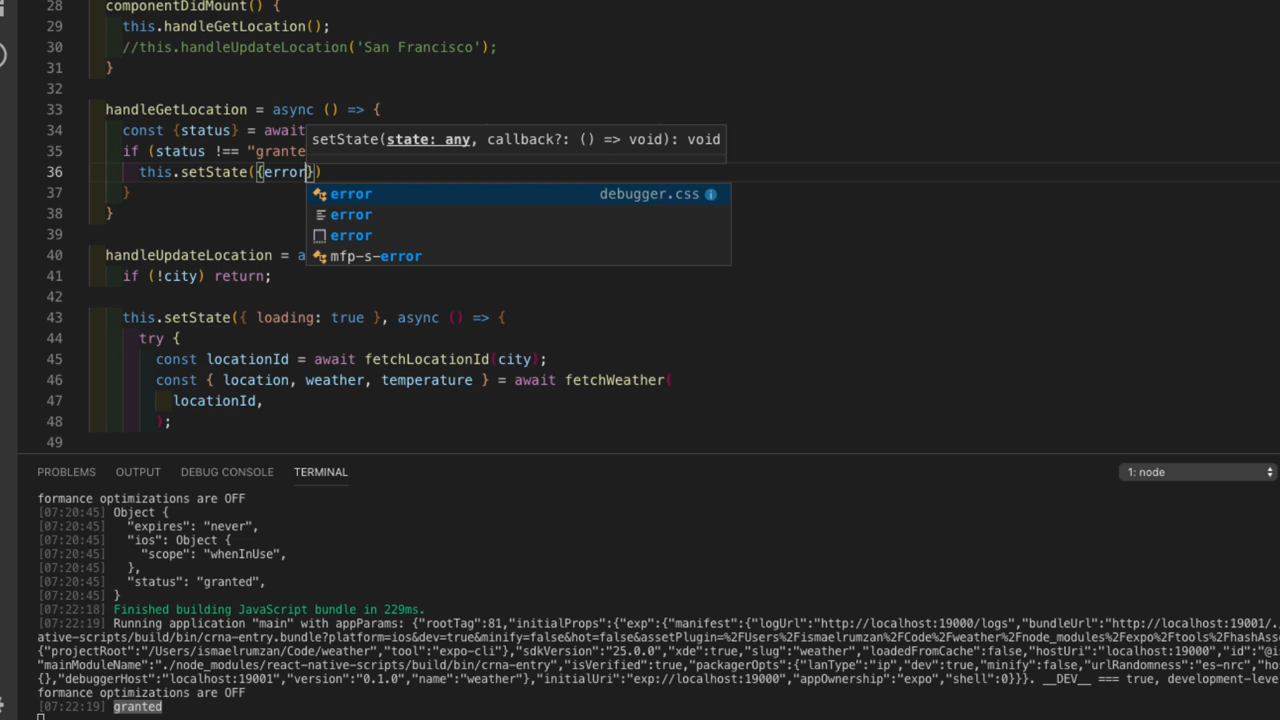 28 componentDidMount() {
29 this.handleGetLocation();
30 //this.handleUpdateLocation('San Francisco');
31 }
32
33 handleGetLocation = async () => {
34 const {status} = await
setState(state: any, callback?: () => void): void
35 if (status !== "grante
36 this.setState({error})
error debugger.css
37 }
error
38 }
error
39
40 handleUpdateLocation = a
mfp-s-error
41 if (!city) return;
42
43 this.setState({ loading: true }, async () => {
44 try {
45 const locationId = await fetchLocationId(city);
46 const { location, weather, temperature } = await fetchWeather(
47 locationId,
48 );
49
PROBLEMS OUTPUT DEBUG CONSOLE TERMINAL 1: node
formance optimizations are OFF
[07:20:45] Object {
[07:20:45] "expires": "never",
[07:20:45] "ios": Object {
[07:20:45] "scope": "whenInUse",
[07:20:45] },
[07:20:45] "status": "granted",
[07:20:45] }
[07:22:18] Finished building JavaScript bundle in 229ms.
[07:22:19] Running application "main" with appParams: {"rootTag":81,"initialProps":{"exp":{"manifest":{"logUrl":"http://localhost:19000/logs","bundleUrl":"http://localhost:19001/.
ative-scripts/build/bin/crna-entry.bundle?platform=ios&dev=true&minify=false&hot=false&assetPlugin=%2FUsers%2Fismaelrumzan%2FCode%2Fweather%2Fnode_modules%2Fexpo%2Ftools%2FhashAss
{"projectRoot":"/Users/ismaelrumzan/Code/weather","tool":"expo-cli"},"sdkVersion":"25.0.0","xde":true,"slug":"weather","loadedFromCache":false,"hostUri":"localhost:19000","id":"@is
"mainModuleName":"./node_modules/react-native-scripts/build/bin/crna-entry","isVerified":true,"packagerOpts":{"lanType":"ip","dev":true,"minify":false,"urlRandomness":"es-nrc","ho
{},"debuggerHost":"localhost:19001","version":"0.1.0","name":"weather"},"initialUri":"exp://localhost:19000","appOwnership":"expo","shell":0}}}. __DEV__ === true, development-leve
formance optimizations are OFF
[07:22:19] granted